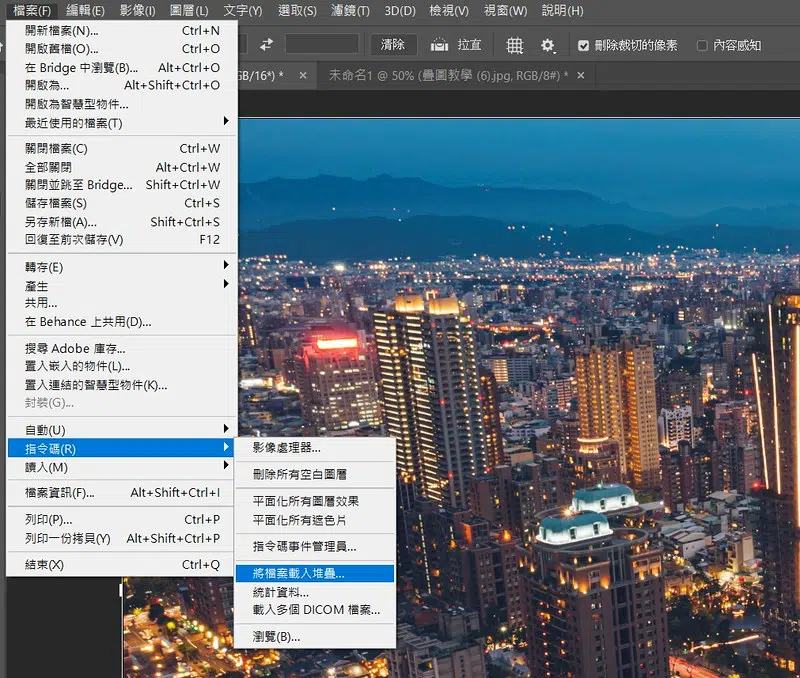 檔案(F) 編輯(E) 影像(I) 圖層(L) 文字(Y) 選取(S) 濾鏡(T) 3D(D) 檢視(V) 視窗(W) 說明(H)
清除 拉直 刪除裁切的像素 內容感知
GB/16*) * × 未命名1 @ 50% (疊圖教學 (6).jpg, RGB/8#) * ×
開新檔案(N)... Ctrl+N
開啟舊檔(O)... Ctrl+O
在 Bridge 中瀏覽(B)... Alt+Ctrl+O
開啟為... Alt+Shift+Ctrl+O
開啟為智慧型物件...
最近使用的檔案(T)
關閉檔案(C) Ctrl+W
全部關閉 Alt+Ctrl+W
關閉並跳至 Bridge... Shift+Ctrl+W
儲存檔案(S) Ctrl+S
另存新檔(A)... Shift+Ctrl+S
回復至前次儲存(V) F12
轉存(E)
產生
共用...
在 Behance 上共用(D)...
搜尋 Adobe 庫存...
置入嵌入的物件(L)...
置入連結的智慧型物件(K)...
封裝(G)...
自動(U)
指令碼(R)
讀入(M)
檔案資訊(F)... Alt+Shift+Ctrl+I
列印(P)... Ctrl+P
列印一份拷貝(Y) Alt+Shift+Ctrl+P
結束(X) Ctrl+Q
影像處理器...
刪除所有空白圖層
平面化所有圖層效果
平面化所有遮色片
指令碼事件管理員...
將檔案載入堆疊...
統計資料...
載入多個 DICOM 檔案...
瀏覽(B)...